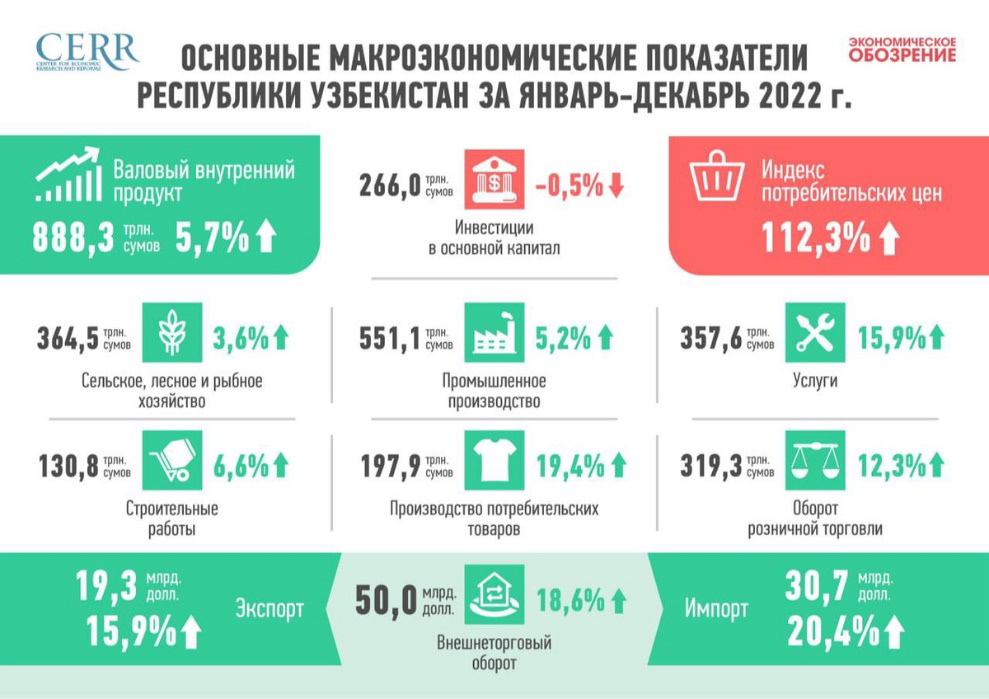 CERR
CENTER FOR ECONOMIC
RESEARCH AND REFORMS
ОСНОВНЫЕ МАКРОЭКОНОМИЧЕСКИЕ ПОКАЗАТЕЛИ
РЕСПУБЛИКИ УЗБЕКИСТАН ЗА ЯНВАРЬ-ДЕКАБРЬ 2022 г.
ЭКОНОМИЧЕСКОЕ
ОБОЗРЕНИЕ
Валовый внутренний
продукт
888,3 трлн. сумов 5,7%
266,0 трлн. сумов -0,5%
Инвестиции
в основной капитал
Индекс
потребительских цен
112,3%
364,5 трлн. сумов 3,6%
Сельское, лесное и рыбное
хозяйство
551,1 трлн. сумов 5,2%
Промышленное
производство
357,6 трлн. сумов 15,9%
Услуги
130,8 трлн. сумов 6,6%
Строительные
работы
197,9 трлн. сумов 19,4%
Производство потребительских
товаров
319,3 трлн. сумов 12,3%
Оборот
розничной торговли
19,3 млрд. долл.
15,9%
Экспорт
50,0 млрд. долл. 18,6%
Внешнеторговый
оборот
Импорт
30,7 млрд. долл.
20,4%